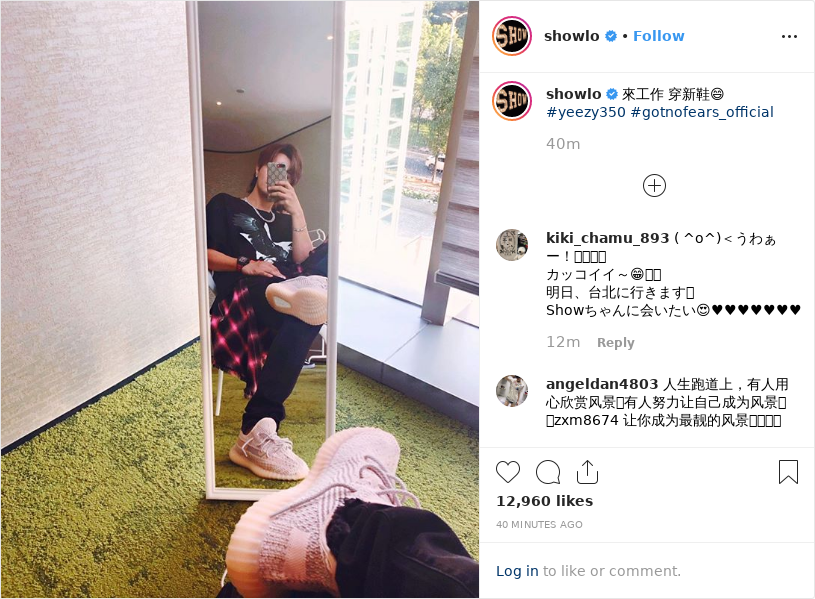 SHOW
showlo • Follow
SHOW
showlo 來工作 穿新鞋😄
#yeezy350 #gotnofears_official
40m
kiki_chamu_893 ( ^o^)＜うわぁ
ー！
カッコイイ～😁
明日、台北に行きます
Showちゃんに会いたい😍♥♥♥♥♥♥♥
12m Reply
angeldan4803 人生跑道上，有人用
心欣赏风景有人努力让自己成为风景
zxm8674 让你成为最靓的风景
12,960 likes
40 MINUTES AGO
Log in to like or comment.